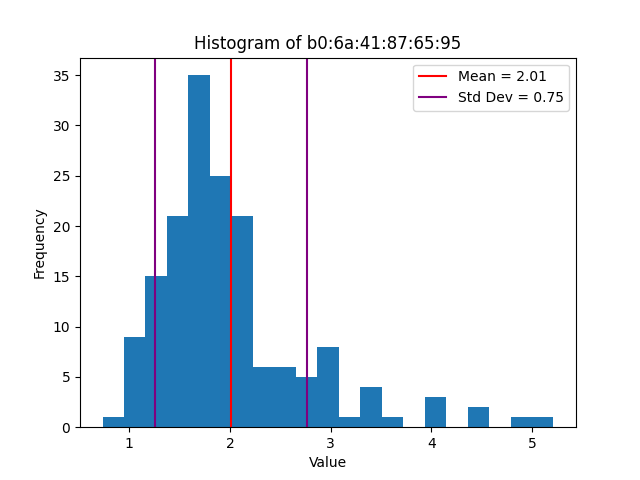 Histogram of b0:6a:41:87:65:95
Mean = 2.01
Std Dev = 0.75
Frequency
35
30
25
20
15
10
5
0
1
2
3
4
5
Value